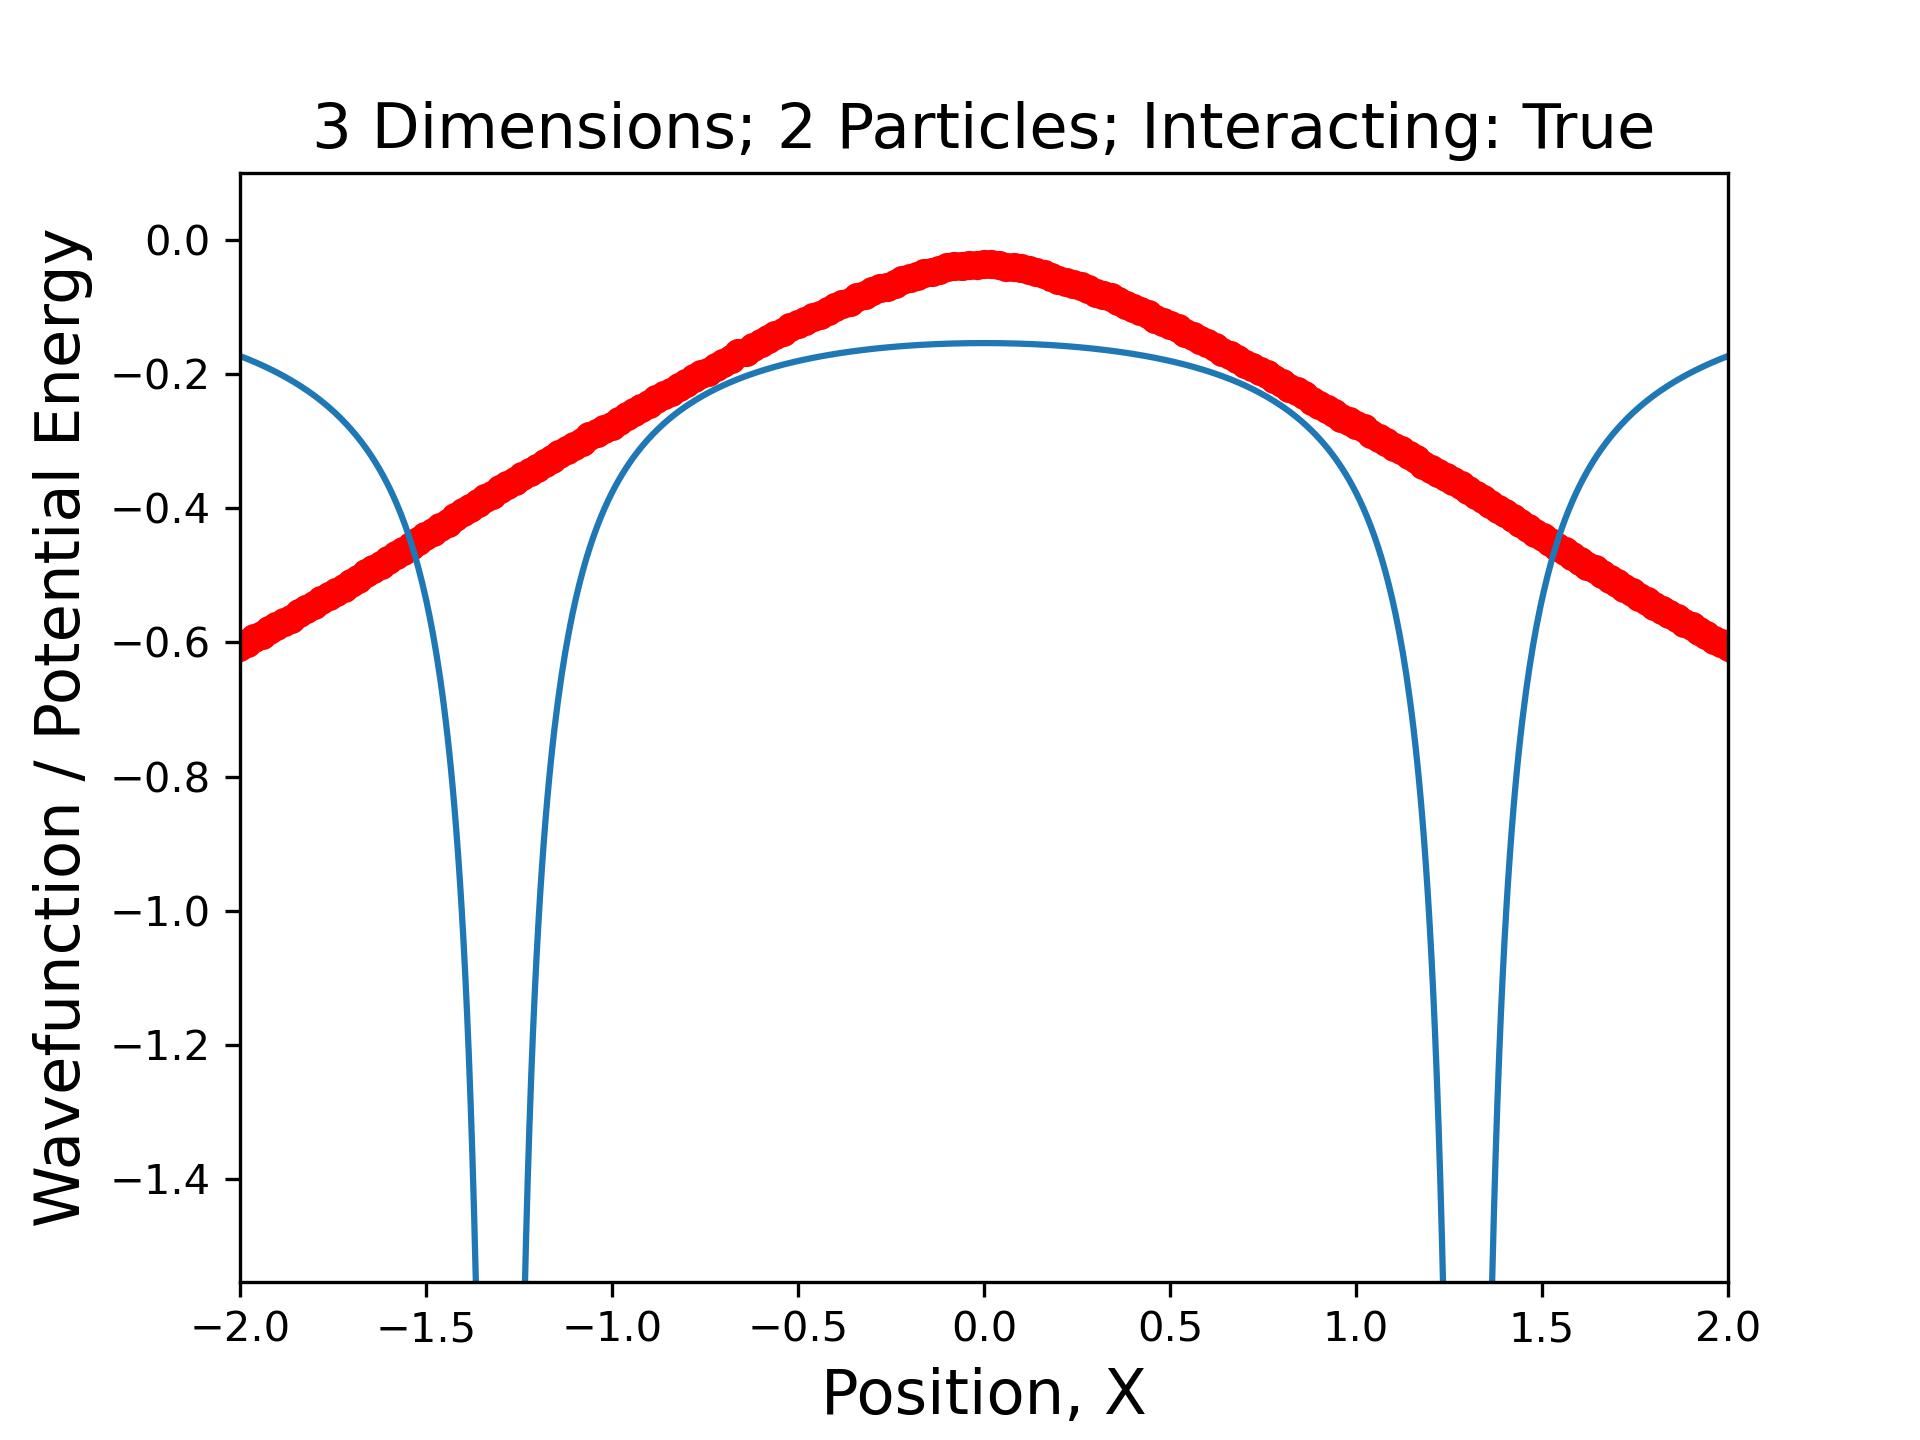 3 Dimensions; 2 Particles; Interacting: True
Wavefunction / Potential Energy
0.0
−0.2
−0.4
−0.6
−0.8
−1.0
−1.2
−1.4
−2.0 −1.5 −1.0 −0.5 0.0 0.5 1.0 1.5 2.0
Position, X